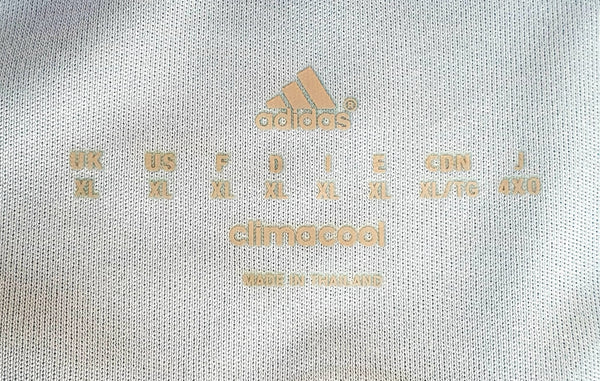 adidas®
UK US F D I E CDN J
XL XL XL XL XL XL XL/TG 4XO
climacool
MADE IN THAILAND